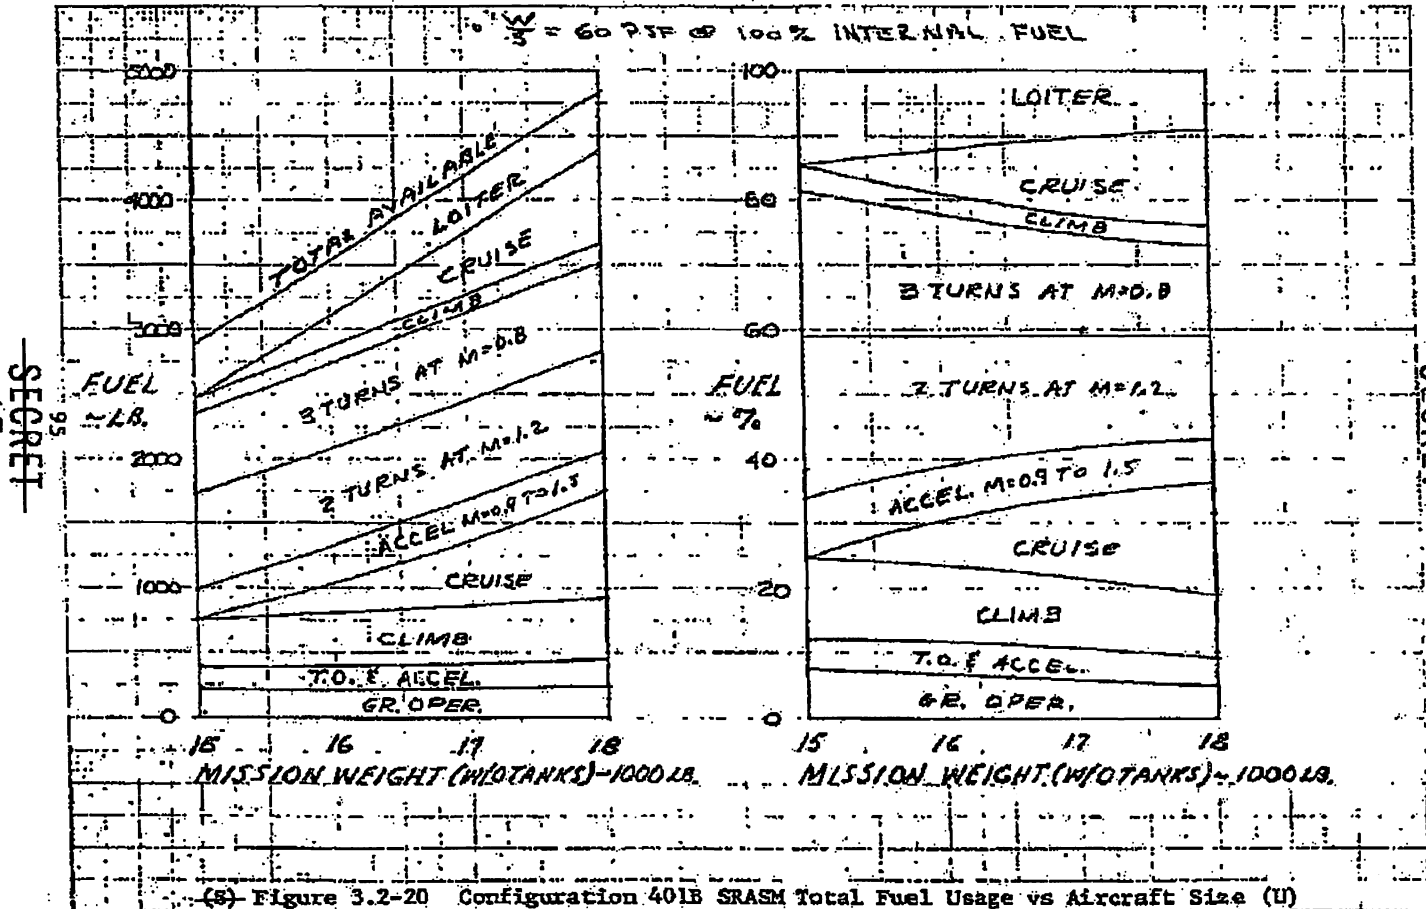 W/S = 60 PSF @ 100% INTERNAL FUEL
5000
4000
3000
2000
1000
0
FUEL
~LB.
TOTAL AVAILABLE
LOITER
CRUISE
CLIMB
3 TURNS AT M=0.8
2 TURNS AT M=1.2
ACCEL M=0.9 TO 1.5
CRUISE
CLIMB
T.O. & ACCEL.
GR. OPER.
15 16 17 18
MISSION WEIGHT (W/O TANKS) ~ 1000 LB.
100
80
60
40
20
0
FUEL
~ %
LOITER
CRUISE
CLIMB
3 TURNS AT M=0.8
2 TURNS AT M=1.2
ACCEL. M=0.9 TO 1.5
CRUISE
CLIMB
T.O. & ACCEL.
GR. OPER.
15 16 17 18
MISSION WEIGHT (W/O TANKS) ~ 1000 LB.
SECRET
95
(S) Figure 3.2-20 Configuration 401B SRASM Total Fuel Usage vs Aircraft Size (U)